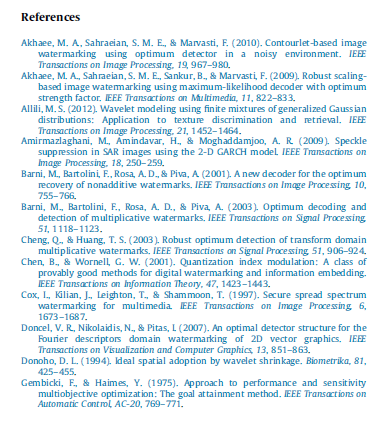 References
Akhaee, M. A., Sahraeian, S. M. E., & Marvasti, F. (2010). Contourlet-based image
watermarking using optimum detector in a noisy environment. IEEE
Transactions on Image Processing, 19, 967–980.
Akhaee, M. A., Sahraeian, S. M. E., Sankur, B., & Marvasti, F. (2009). Robust scaling-
based image watermarking using maximum-likelihood decoder with optimum
strength factor. IEEE Transactions on Multimedia, 11, 822–833.
Allili, M. S. (2012). Wavelet modeling using finite mixtures of generalized Gaussian
distributions: Application to texture discrimination and retrieval. IEEE
Transactions on Image Processing, 21, 1452–1464.
Amirmazlaghani, M., Amindavar, H., & Moghaddamjoo, A. R. (2009). Speckle
suppression in SAR images using the 2-D GARCH model. IEEE Transactions on
Image Processing, 18, 250–259.
Barni, M., Bartolini, F., Rosa, A. D., & Piva, A. (2001). A new decoder for the optimum
recovery of nonadditive watermarks. IEEE Transactions on Image Processing, 10,
755–766.
Barni, M., Bartolini, F., Rosa, A. D., & Piva, A. (2003). Optimum decoding and
detection of multiplicative watermarks. IEEE Transactions on Signal Processing,
51, 1118–1123.
Cheng, Q., & Huang, T. S. (2003). Robust optimum detection of transform domain
multiplicative watermarks. IEEE Transactions on Signal Processing, 51, 906–924.
Chen, B., & Wornell, G. W. (2001). Quantization index modulation: A class of
provably good methods for digital watermarking and information embedding.
IEEE Transactions on Information Theory, 47, 1423–1443.
Cox, I., Kilian, J., Leighton, T., & Shammoon, T. (1997). Secure spread spectrum
watermarking for multimedia. IEEE Transactions on Image Processing, 6,
1673–1687.
Doncel, V. R., Nikolaidis, N., & Pitas, I. (2007). An optimal detector structure for the
Fourier descriptors domain watermarking of 2D vector graphics. IEEE
Transactions on Visualization and Computer Graphics, 13, 851–863.
Donoho, D. L. (1994). Ideal spatial adoption by wavelet shrinkage. Biometrika, 81,
425–455.
Gembicki, F., & Haimes, Y. (1975). Approach to performance and sensitivity
multiobjective optimization: The goal attainment method. IEEE Transactions on
Automatic Control, AC-20, 769–771.